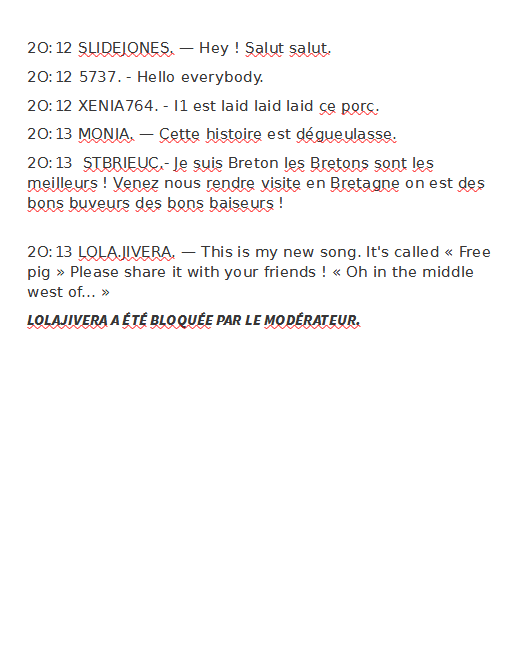 2O:12 SLIDEJONES. — Hey ! Salut salut.
2O:12 5737. - Hello everybody.
2O:12 XENIA764. - I1 est laid laid laid ce porc.
2O:13 MONIA. — Cette histoire est dégueulasse.
2O:13  STBRIEUC.- Je suis Breton les Bretons sont les
meilleurs ! Venez nous rendre visite en Bretagne on est des
bons buveurs des bons baiseurs !
2O:13 LOLA.JIVERA. — This is my new song. It's called « Free
pig » Please share it with your friends ! « Oh in the middle
west of... »
LOLAJIVERA A ÉTÉ BLOQUÉE PAR LE MODÉRATEUR.